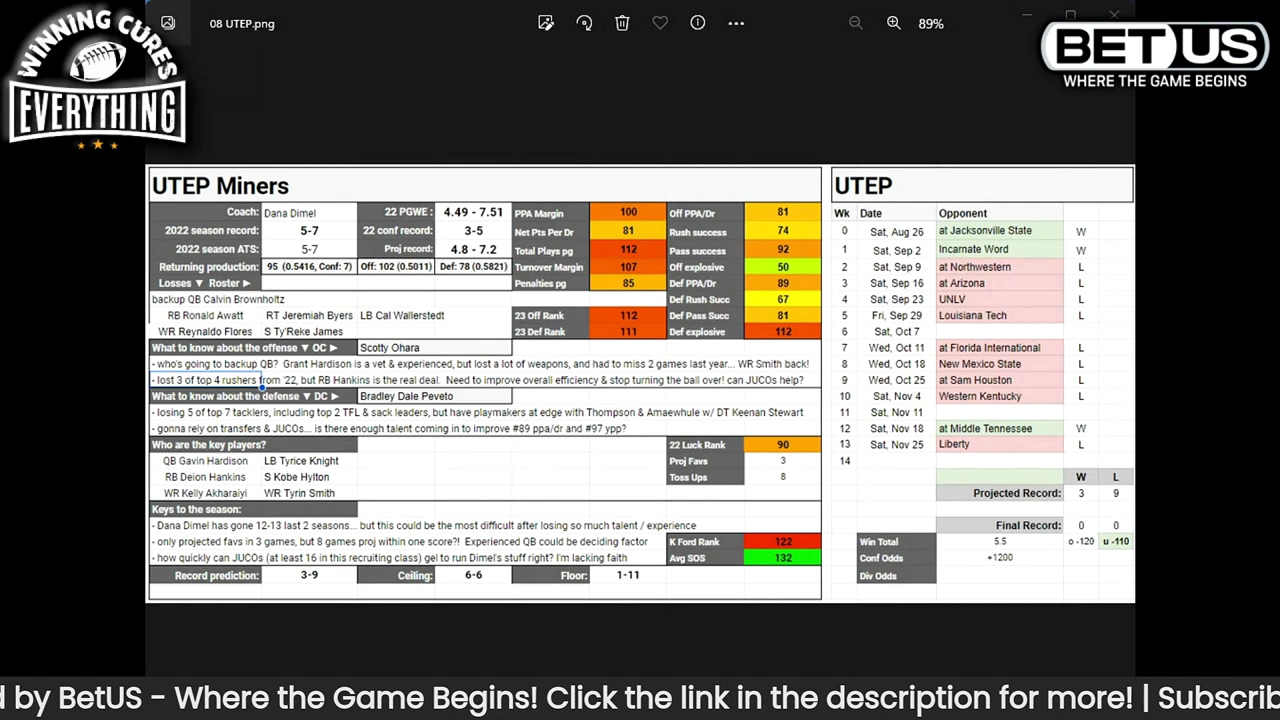 08 UTEP.png
89%
WINNING CURES
EVERYTHING
BETUS
WHERE THE GAME BEGINS
UTEP Miners
Coach: Dana Dimel 22 PGWE : 4.49 - 7.51 PPA Margin 100 Off PPA/Dr 81
2022 season record: 5-7 22 conf record: 3-5 Net Pts Per Dr 81 Rush success 74
2022 season ATS: 5-7 Proj record: 4.8 - 7.2 Total Plays pg 112 Pass success 92
Returning production: 95 (0.5416, Conf: 7) Off: 102 (0.5011) Def: 78 (0.5821) Turnover Margin 107 Off explosive 50
Losses ▼ Roster ► Penalties pg 85 Def PPA/Dr 89
backup QB Calvin Brownholtz Def Rush Succ 67
RB Ronald Awatt RT Jeremiah Byers LB Cal Wallerstedt 23 Off Rank 112 Def Pass Succ 81
WR Reynaldo Flores S Ty'Reke James 23 Def Rank 111 Def explosive 112
What to know about the offense ▼ OC ► Scotty Ohara
- who's going to backup QB? Grant Hardison is a vet & experienced, but lost a lot of weapons, and had to miss 2 games last year... WR Smith back!
- lost 3 of top 4 rushers from '22, but RB Hankins is the real deal. Need to improve overall efficiency & stop turning the ball over! can JUCOs help?
What to know about the defense ▼ DC ► Bradley Dale Peveto
- losing 5 of top 7 tacklers, including top 2 TFL & sack leaders, but have playmakers at edge with Thompson & Amaewhule w/ DT Keenan Stewart
- gonna rely on transfers & JUCOs... is there enough talent coming in to improve #89 ppa/dr and #97 ypp?
Who are the key players? 22 Luck Rank 90
QB Gavin Hardison LB Tyrice Knight Proj Favs 3
RB Deion Hankins S Kobe Hylton Toss Ups 8
WR Kelly Akharaiyi WR Tyrin Smith
Keys to the season:
- Dana Dimel has gone 12-13 last 2 seasons... but this could be the most difficult after losing so much talent / experience
- only projected favs in 3 games, but 8 games proj within one score?! Experienced QB could be deciding factor K Ford Rank 122
- how quickly can JUCOs (at least 16 in this recruiting class) gel to run Dimel's stuff right? I'm lacking faith Avg SOS 132
Record prediction: 3-9 Ceiling: 6-6 Floor: 1-11
UTEP
Wk Date Opponent
0 Sat, Aug 26 at Jacksonville State W
1 Sat, Sep 2 Incarnate Word W
2 Sat, Sep 9 at Northwestern L
3 Sat, Sep 16 at Arizona L
4 Sat, Sep 23 UNLV L
5 Fri, Sep 29 Louisiana Tech L
6 Sat, Oct 7
7 Wed, Oct 11 at Florida International L
8 Wed, Oct 18 New Mexico State L
9 Wed, Oct 25 at Sam Houston L
10 Sat, Nov 4 Western Kentucky L
11 Sat, Nov 11
12 Sat, Nov 18 at Middle Tennessee W
13 Sat, Nov 25 Liberty L
14
W L
Projected Record: 3 9
Final Record: 0 0
Win Total 5.5 o -120 u -110
Conf Odds +1200
Div Odds
d by BetUS - Where the Game Begins! Click the link in the description for more! | Subscrib